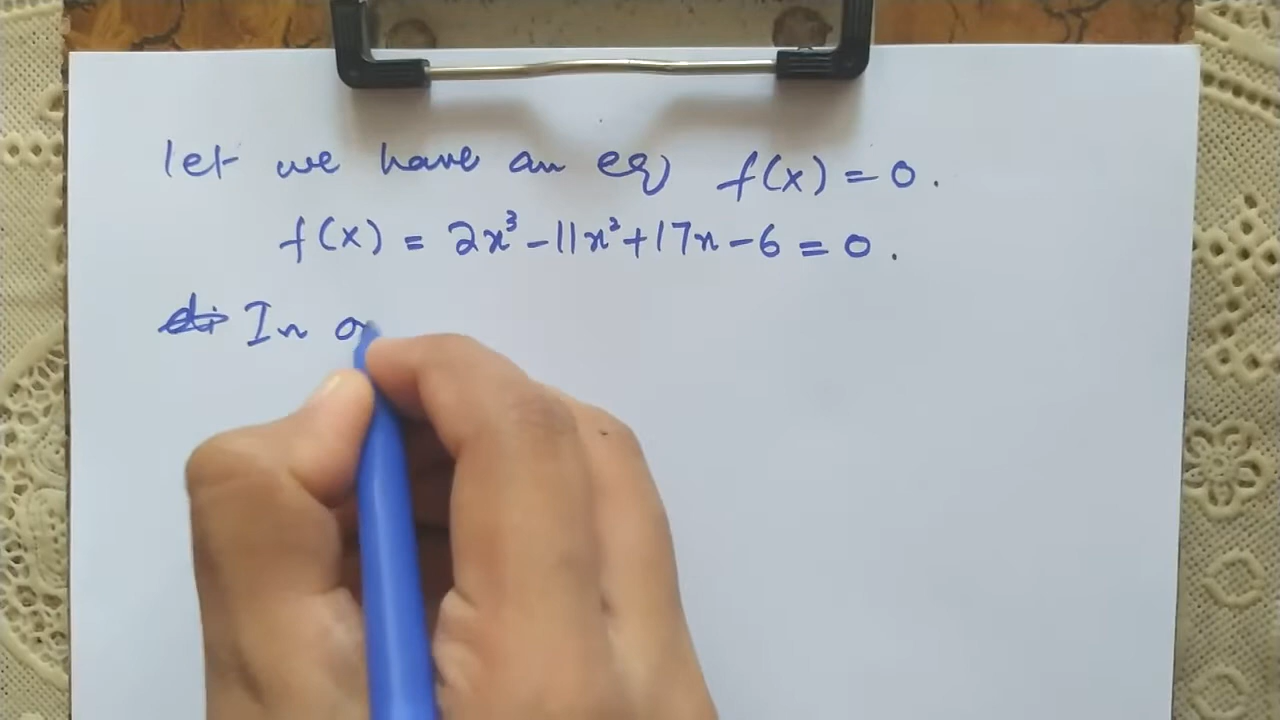 let we have an eq f(x) = 0.
f(x) = 2x³ - 11x² + 17x - 6 = 0.
In